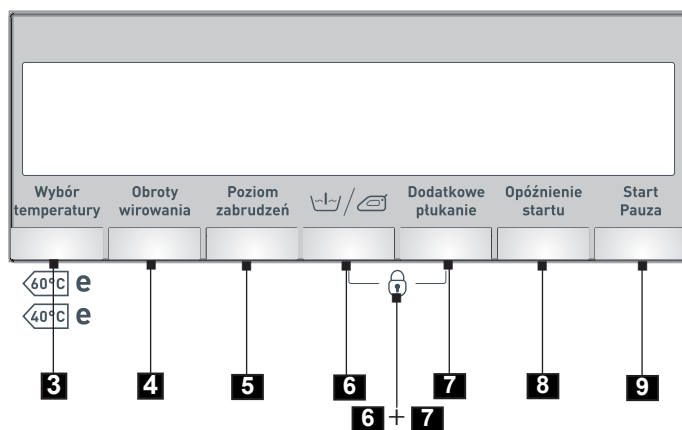 Wybór temperatury
Obroty wirowania
Poziom zabrudzeń
/
Dodatkowe płukanie
Opóźnienie startu
Start Pauza
60°C e
40°C e
3 4 5 6 7 8 9
6 + 7